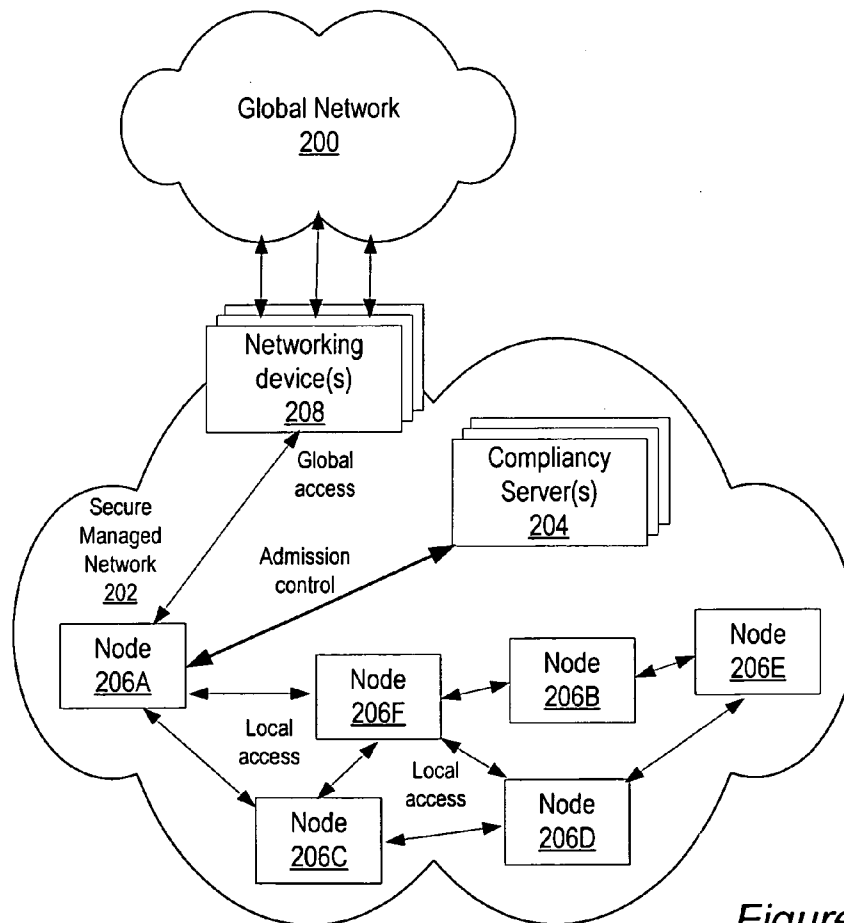 Global Network
200
Networking
device(s)
208
Global
access
Compliancy
Server(s)
204
Secure
Managed
Network
202
Admission
control
Node
206A
Node
206F
Node
206B
Node
206E
Local
access
Local
access
Node
206C
Node
206D
Figure